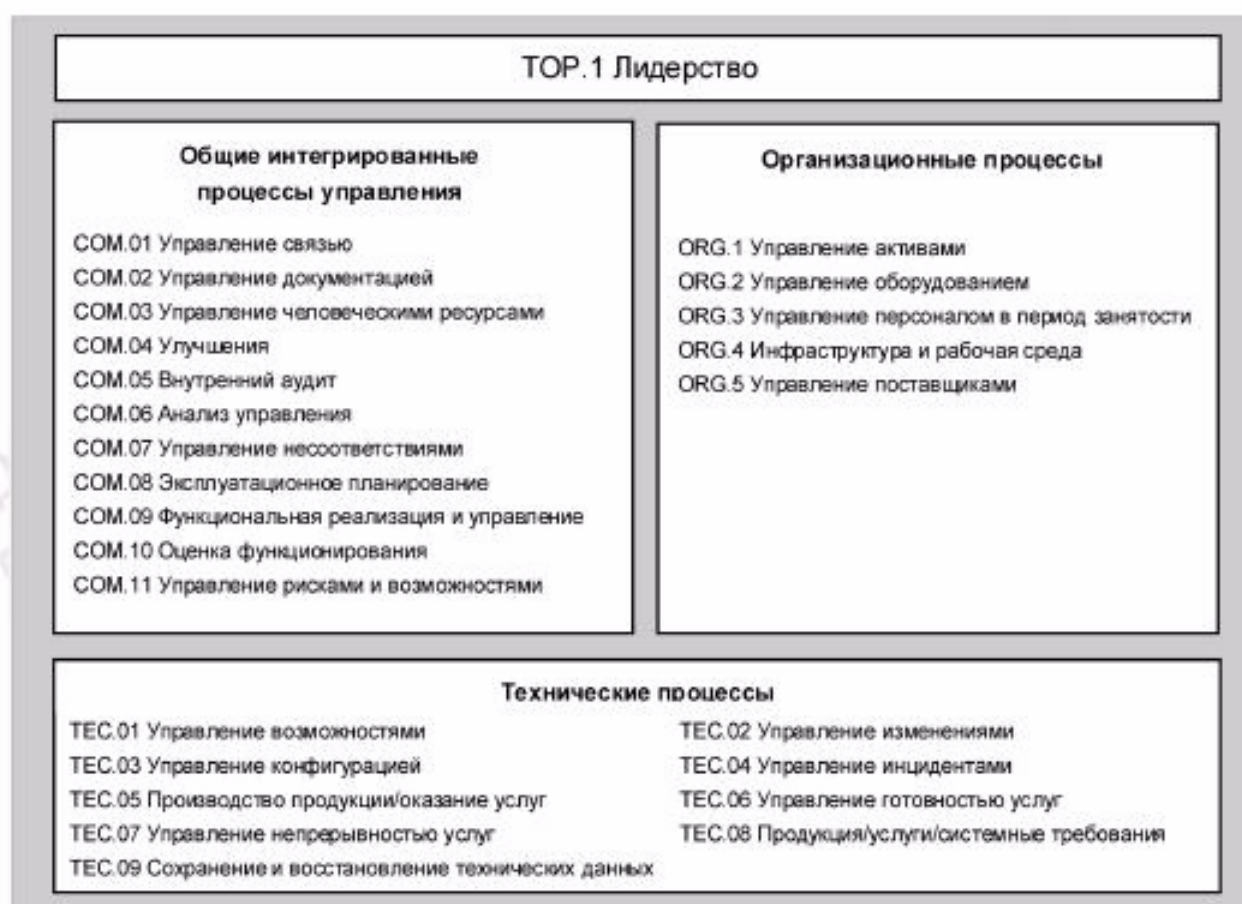 TOP.1 Лидерство
Общие интегрированные
процессы управления
COM.01 Управление связью
COM.02 Управление документацией
COM.03 Управление человеческими ресурсами
COM.04 Улучшения
COM.05 Внутренний аудит
COM.06 Анализ управления
COM.07 Управление несоответствиями
COM.08 Эксплуатационное планирование
COM.09 Функциональная реализация и управление
COM.10 Оценка функционирования
COM.11 Управление рисками и возможностями
Организационные процессы
ORG.1 Управление активами
ORG.2 Управление оборудованием
ORG.3 Управление персоналом в период занятости
ORG.4 Инфраструктура и рабочая среда
ORG.5 Управление поставщиками
Технические процессы
TEC.01 Управление возможностями
TEC.02 Управление изменениями
TEC.03 Управление конфигурацией
TEC.04 Управление инцидентами
TEC.05 Производство продукции/оказание услуг
TEC.06 Управление готовностью услуг
TEC.07 Управление непрерывностью услуг
TEC.08 Продукция/услуги/системные требования
TEC.09 Сохранение и восстановление технических данных